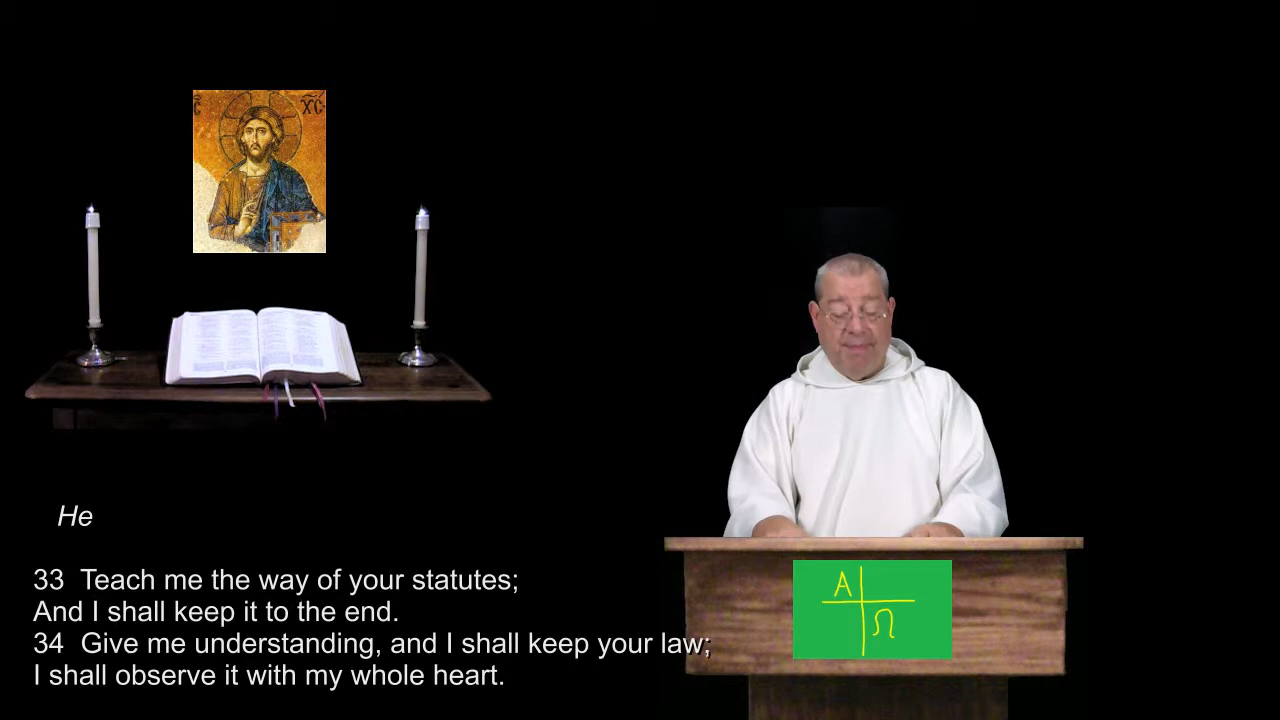 C XC
He
33 Teach me the way of your statutes;
And I shall keep it to the end.
34 Give me understanding, and I shall keep your law;
I shall observe it with my whole heart.
A
Ω